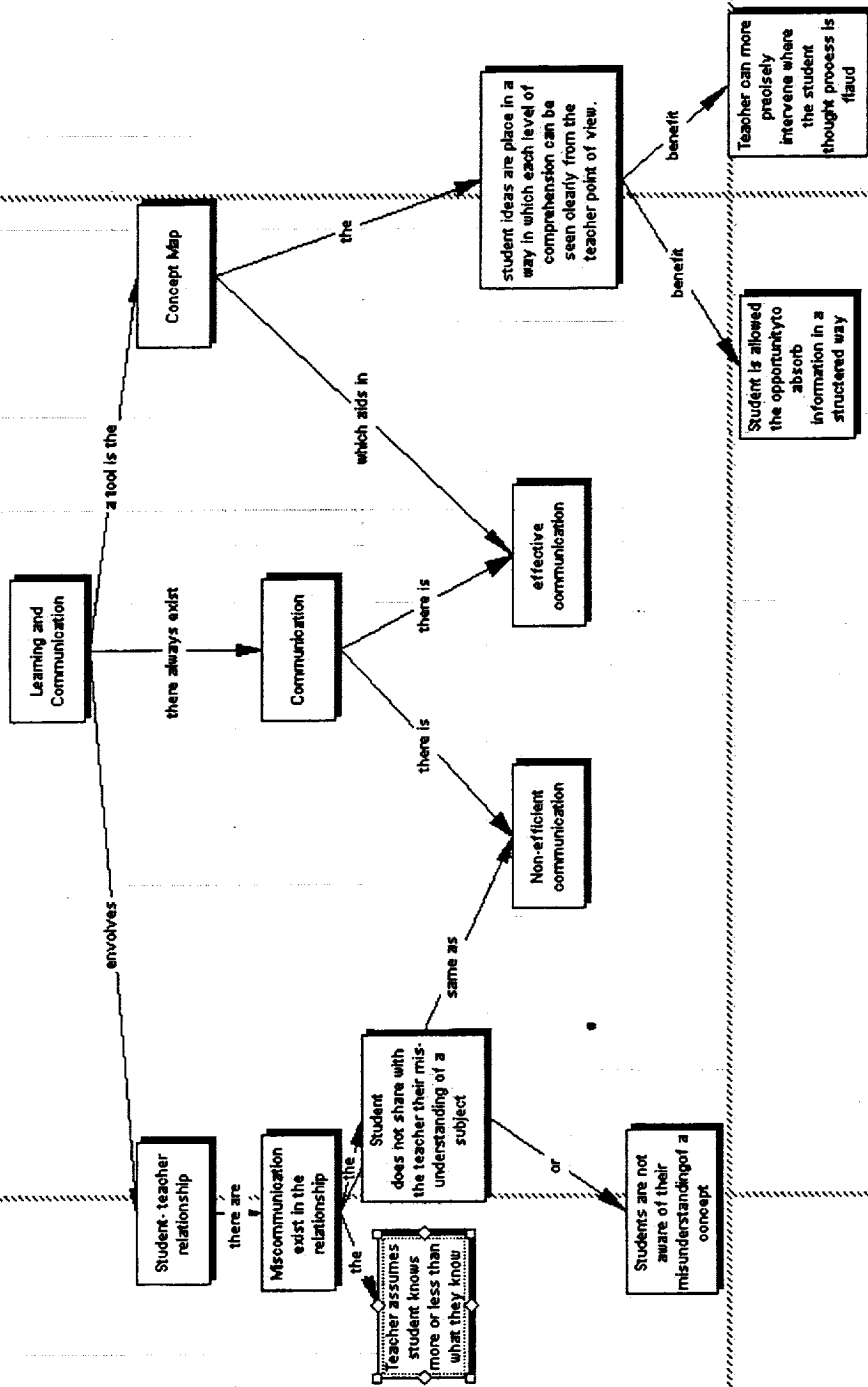 Learning and
Communication
envolves
there always exist
a tool is the
Student- teacher
relationship
there are
Miscommunication
exist in the
relationship
the
the
Teacher assumes
student knows
more or less than
what they know
Student
does not share with
the teacher their mis-
understanding of a
subject
same as
or
Students are not
aware of their
misunderstandingof a
concept
Communication
there is
there is
Non-efficient
communication
effective
communication
Concept Map
which aids in
the
student ideas are place in a
way in which each level of
comprehension can be
seen clearly from the
teacher point of view.
benefit
benefit
Student is allowed
the opportunityto
absorb
information in a
structered way
Teacher can more
precisely
intervene where
the student
thought process is
flaud